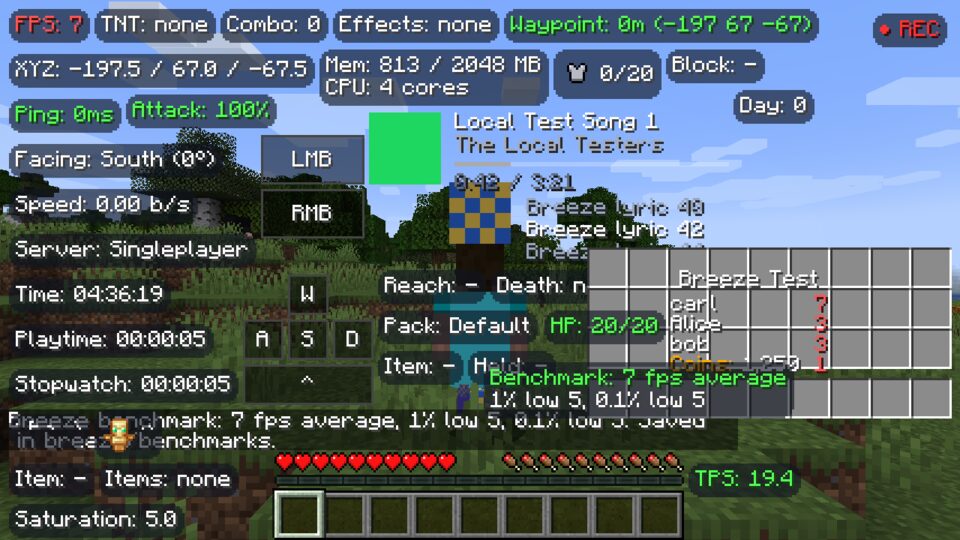 FPS: 7 TNT: none Combo: 0 Effects: none Waypoint: 0m (-197 67 -67) REC
XYZ: -197.5 / 67.0 / -67.5 Mem: 813 / 2048 MB
CPU: 4 cores
0/20 Block: -
Day: 0
Ping: 0ms Attack: 100%
Local Test Song 1
The Local Testers
0:42 / 3:21
Facing: South (0°)
LMB
Speed: 0.00 b/s
RMB
Breeze lyric 40
Breeze lyric 42
Breeze lyric
Server: Singleplayer
Time: 04:36:19
W
Reach: - Death: n
Breeze Test
carl 7
Alice 3
bob 3
Coins: 1,250 1
Playtime: 00:00:05
A S D
Pack: Default HP: 20/20
Item: - Held: -
Stopwatch: 00:00:05
^
Benchmark: 7 fps average
1% low 5, 0.1% low 5
Breeze benchmark: 7 fps average, 1% low 5, 0.1% low 5. Saved
in breeze benchmarks.
Item: - Items: none
TPS: 19.4
Saturation: 5.0